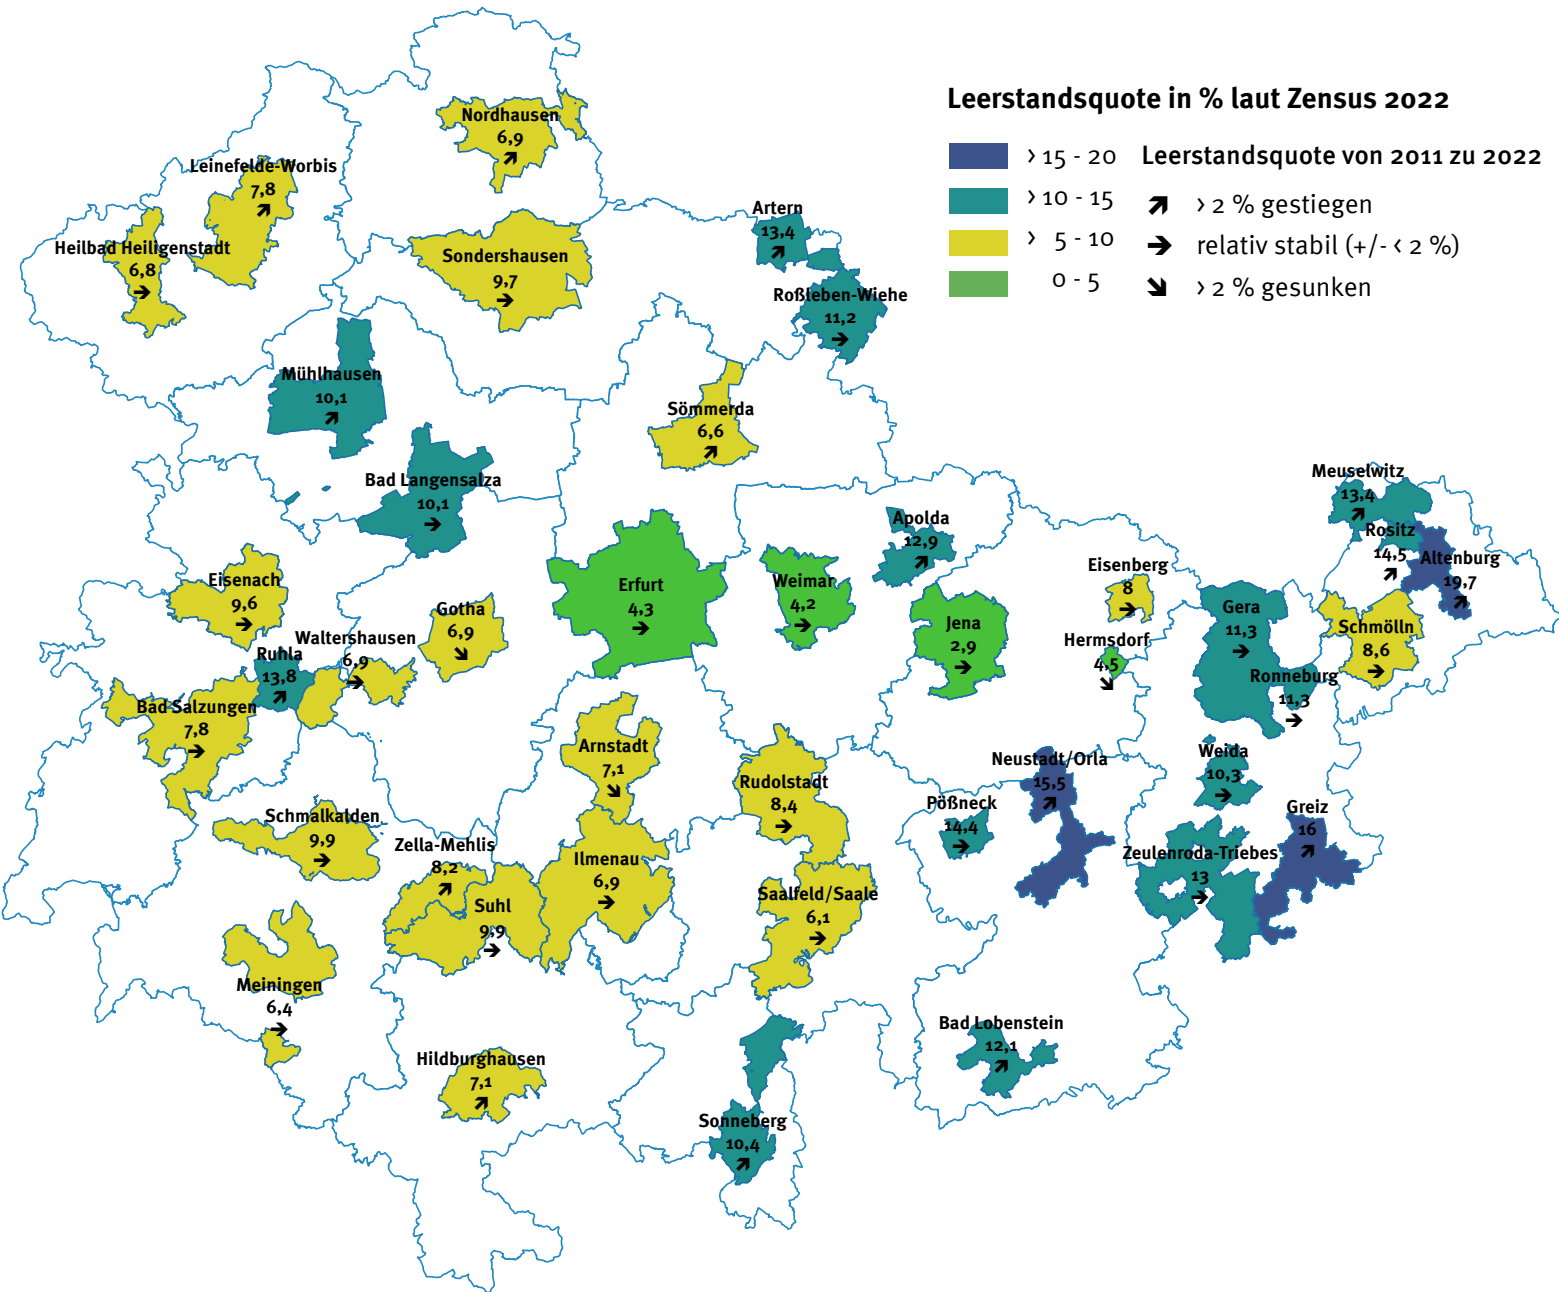 Leerstandsquote in % laut Zensus 2022
> 15 - 20
Leerstandsquote von 2011 zu 2022
> 10 - 15
> 2 % gestiegen
> 5 - 10
relativ stabil (+/- < 2 %)
0 - 5
> 2 % gesunken
Nordhausen
6,9
Leinefelde-Worbis
7,8
Heilbad Heiligenstadt
6,8
Sondershausen
9,7
Artern
13,4
Roßleben-Wiehe
11,2
Mühlhausen
10,1
Sömmerda
6,6
Bad Langensalza
10,1
Meuselwitz
13,4
Rositz
14,5
Altenburg
19,7
Apolda
12,9
Eisenach
9,6
Erfurt
4,3
Weimar
4,2
Eisenberg
8
Gotha
6,9
Jena
2,9
Gera
11,3
Schmölln
8,6
Waltershausen
6,9
Hermsdorf
4,5
Ruhla
13,8
Ronneburg
11,3
Bad Salzungen
7,8
Arnstadt
7,1
Neustadt/Orla
15,5
Weida
10,3
Rudolstadt
8,4
Pößneck
14,4
Greiz
16
Schmalkalden
9,9
Zella-Mehlis
8,2
Ilmenau
6,9
Zeulenroda-Triebes
13
Suhl
9,9
Saalfeld/Saale
6,1
Meiningen
6,4
Bad Lobenstein
12,1
Hildburghausen
7,1
Sonneberg
10,4